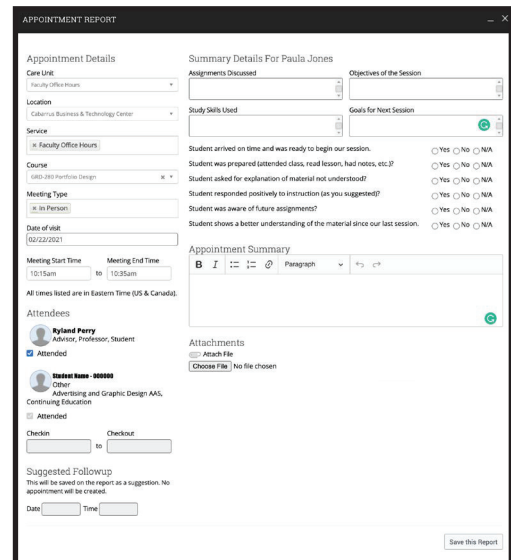 APPOINTMENT REPORT
Appointment Details
Care Unit
Faculty Office Hours
Location
Cabarrus Business & Technology Center
Service
× Faculty Office Hours
Course
GRD-280 Portfolio Design
Meeting Type
× In Person
Date of visit
02/22/2021
Meeting Start Time Meeting End Time
10:15am to 10:35am
All times listed are in Eastern Time (US & Canada).
Attendees
Ryland Perry
Advisor, Professor, Student
Attended
Student Name - 000000
Other
Advertising and Graphic Design AAS,
Continuing Education
Attended
Checkin Checkout
to
Suggested Followup
This will be saved on the report as a suggestion. No
appointment will be created.
Date Time
Summary Details For Paula Jones
Assignments Discussed Objectives of the Session
Study Skills Used Goals for Next Session
Student arrived on time and was ready to begin our session. Yes No N/A
Student was prepared (attended class, read lesson, had notes, etc.)? Yes No N/A
Student asked for explanation of material not understood? Yes No N/A
Student responded positively to instruction (as you suggested)? Yes No N/A
Student was aware of future assignments? Yes No N/A
Student shows a better understanding of the material since our last session. Yes No N/A
Appointment Summary
B I Paragraph
Attachments
Attach File
Choose File No file chosen
Save this Report